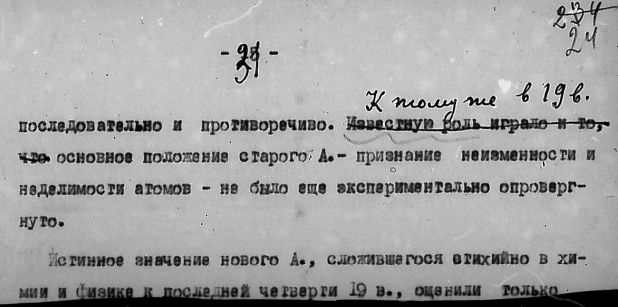 234
24
- 21 -
К тому же в 19 в.
последовательно и противоречиво. Известную роль играло и то,
что основное положение старого А.- признание неизменности и
неделимости атомов - не было еще экспериментально опроверг-
нуто.
Истинное значение нового А., сложившегося стихийно в хи-
мии и физике к последней четверти 19 в., оценили только